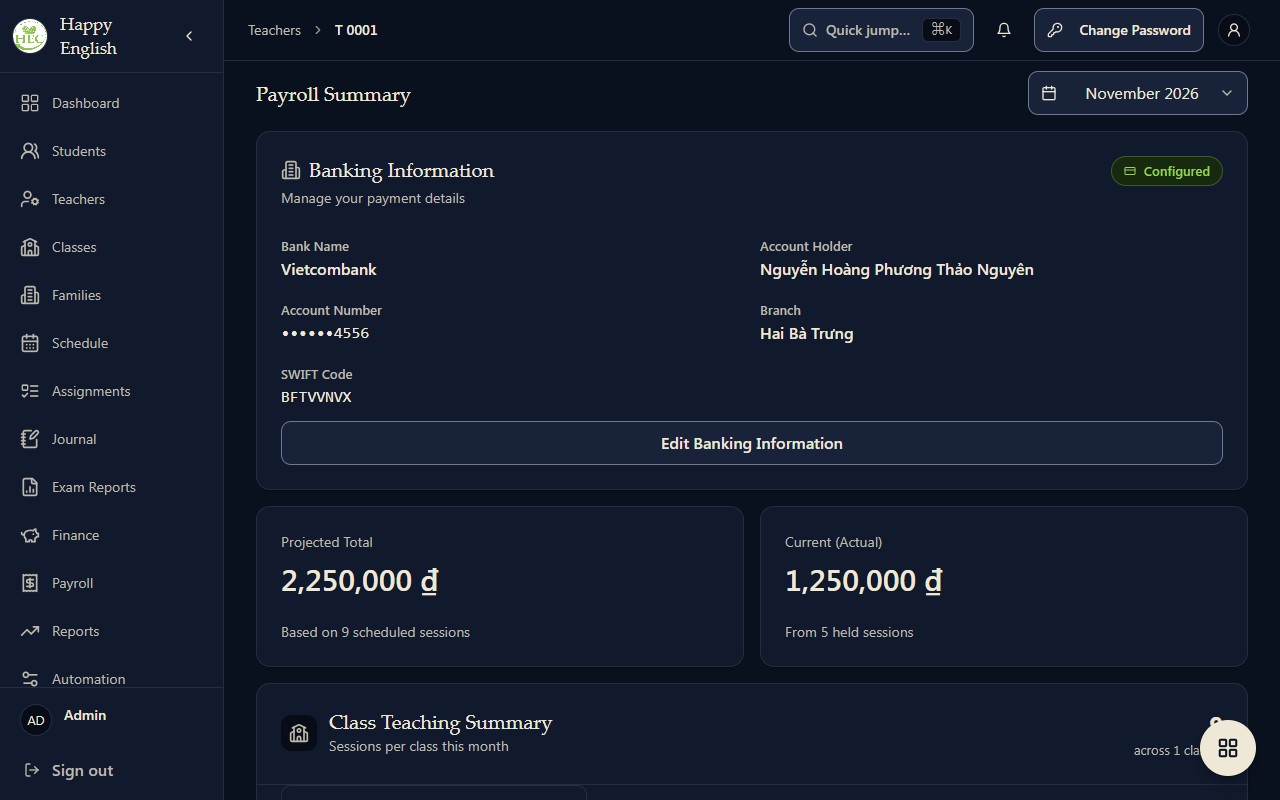 HEC
Happy
English
Teachers
T 0001
Quick jump...
⌘K
Change Password
Dashboard
Students
Teachers
Classes
Families
Schedule
Assignments
Journal
Exam Reports
Finance
Payroll
Reports
Automation
AD
Admin
Sign out
Payroll Summary
November 2026
Banking Information
Manage your payment details
Configured
Bank Name
Vietcombank
Account Holder
Nguyễn Hoàng Phương Thảo Nguyên
Account Number
••••••4556
Branch
Hai Bà Trưng
SWIFT Code
BFTVVNVX
Edit Banking Information
Projected Total
2,250,000 ₫
Based on 9 scheduled sessions
Current (Actual)
1,250,000 ₫
From 5 held sessions
Class Teaching Summary
Sessions per class this month
across 1 cla